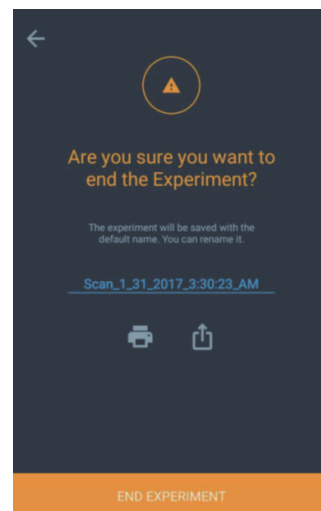 Are you sure you want to
end the Experiment?
The experiment will be saved with the
default name. You can rename it.
Scan_1_31_2017_3:30:23_AM
END EXPERIMENT